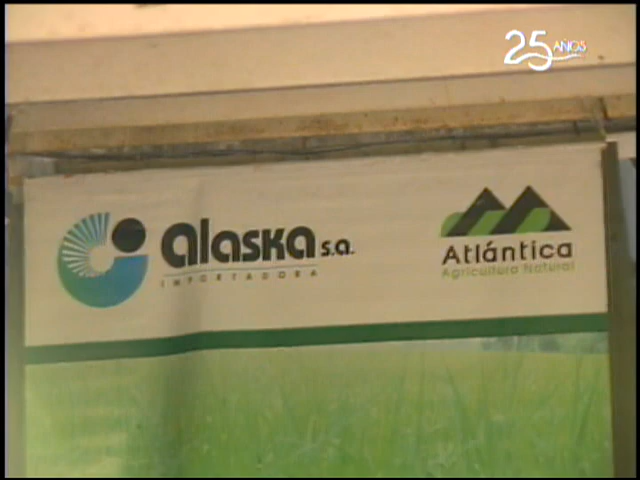 25 AÑOS
alaska s.a.
IMPORTADORA
Atlántica
Agricultura Natural